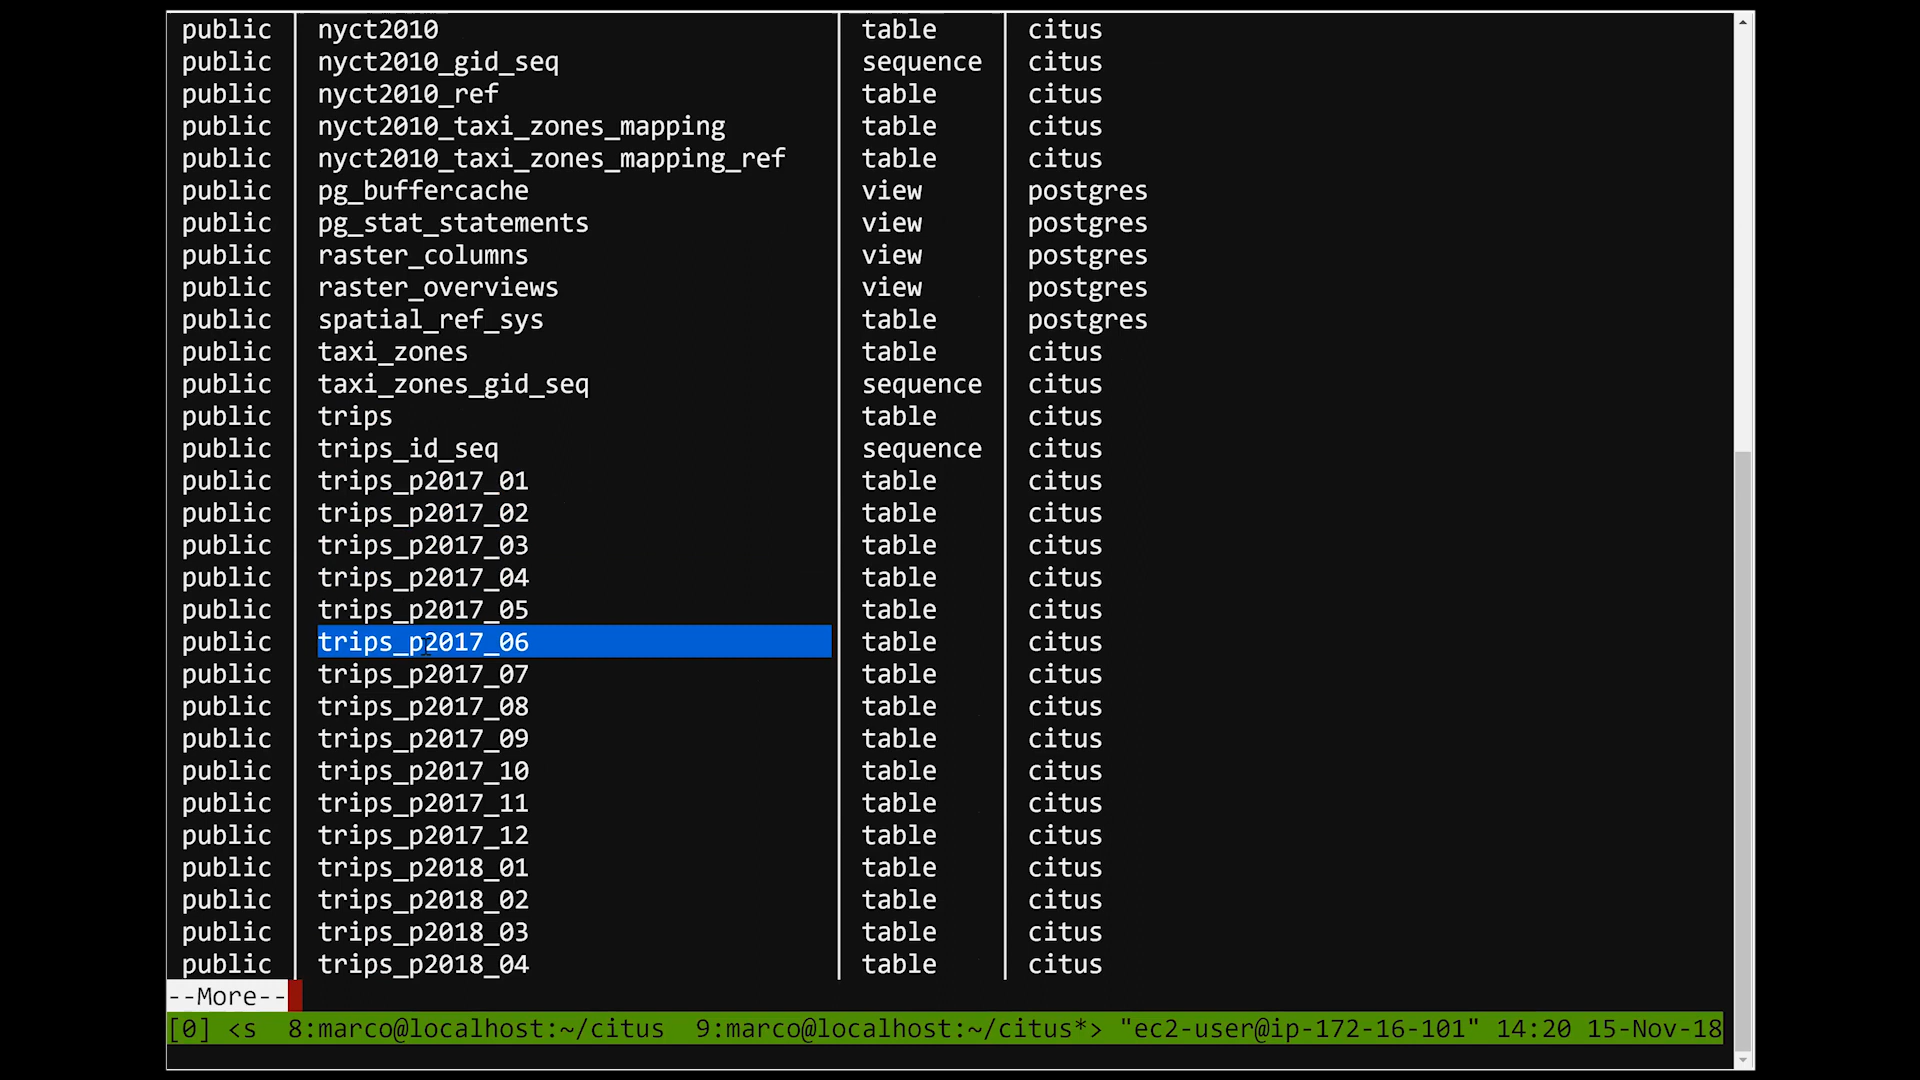 public | nyct2010 | table | citus
public | nyct2010_gid_seq | sequence | citus
public | nyct2010_ref | table | citus
public | nyct2010_taxi_zones_mapping | table | citus
public | nyct2010_taxi_zones_mapping_ref | table | citus
public | pg_buffercache | view | postgres
public | pg_stat_statements | view | postgres
public | raster_columns | view | postgres
public | raster_overviews | view | postgres
public | spatial_ref_sys | table | postgres
public | taxi_zones | table | citus
public | taxi_zones_gid_seq | sequence | citus
public | trips | table | citus
public | trips_id_seq | sequence | citus
public | trips_p2017_01 | table | citus
public | trips_p2017_02 | table | citus
public | trips_p2017_03 | table | citus
public | trips_p2017_04 | table | citus
public | trips_p2017_05 | table | citus
public | trips_p2017_06 | table | citus
public | trips_p2017_07 | table | citus
public | trips_p2017_08 | table | citus
public | trips_p2017_09 | table | citus
public | trips_p2017_10 | table | citus
public | trips_p2017_11 | table | citus
public | trips_p2017_12 | table | citus
public | trips_p2018_01 | table | citus
public | trips_p2018_02 | table | citus
public | trips_p2018_03 | table | citus
public | trips_p2018_04 | table | citus
--More--
[0] <s  8:marco@localhost:~/citus  9:marco@localhost:~/citus*> "ec2-user@ip-172-16-101" 14:20 15-Nov-18